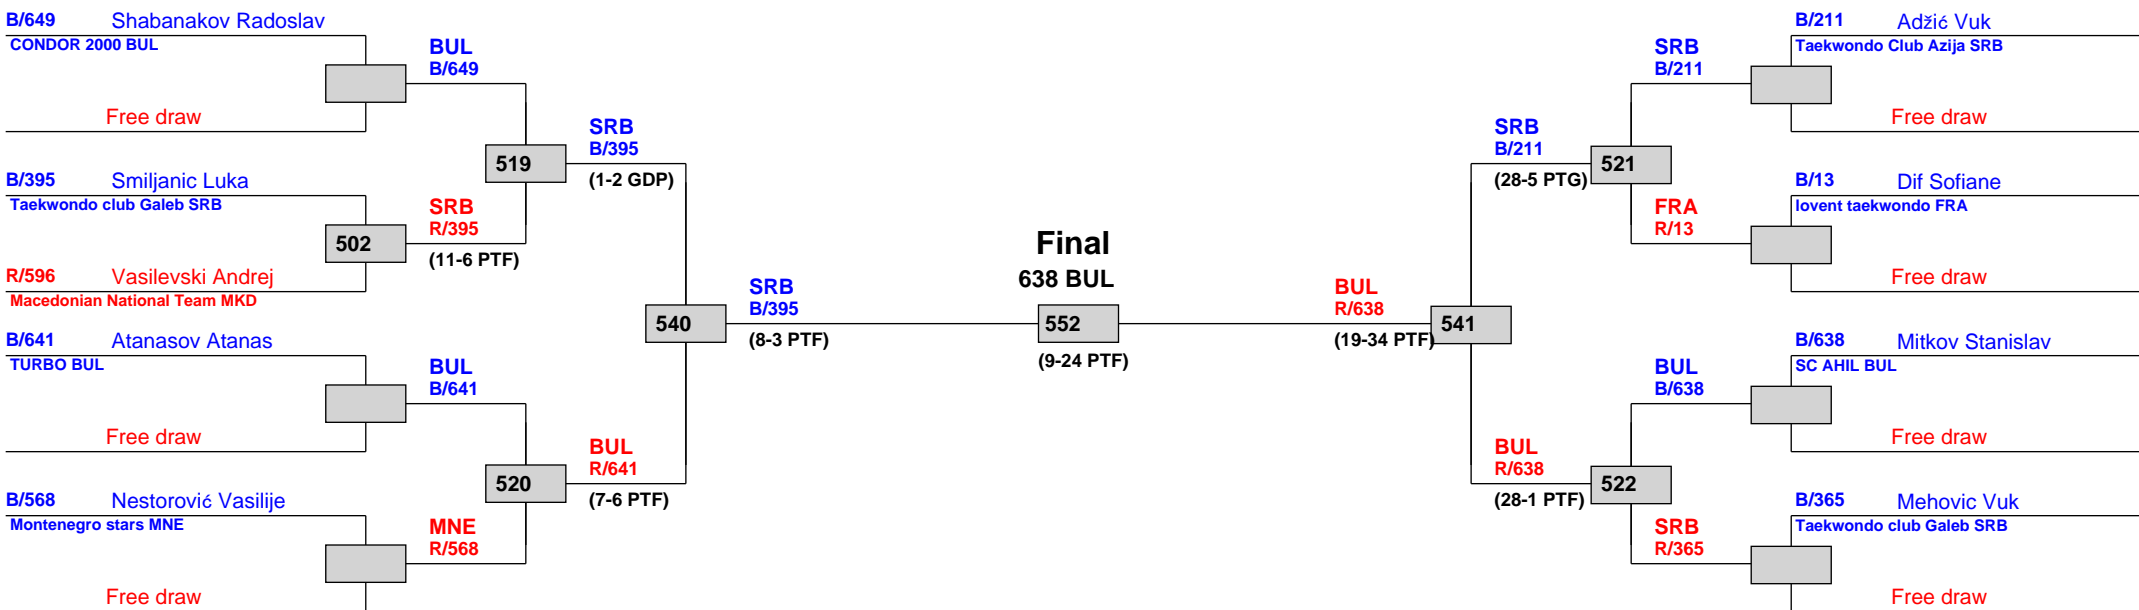 B/649 Shabanakov Radoslav
CONDOR 2000 BUL
Free draw
B/395 Smiljanic Luka
Taekwondo club Galeb SRB
R/596 Vasilevski Andrej
Macedonian National Team MKD
B/641 Atanasov Atanas
TURBO BUL
Free draw
B/568 Nestorović Vasilije
Montenegro stars MNE
Free draw
BUL
B/649
502
SRB
R/395
(11-6 PTF)
BUL
B/641
MNE
R/568
519
SRB
B/395
(1-2 GDP)
520
BUL
R/641
(7-6 PTF)
540
SRB
B/395
(8-3 PTF)
Final
638 BUL
552
(9-24 PTF)
BUL
R/638
(19-34 PTF)
541
SRB
B/211
(28-5 PTG)
521
BUL
R/638
(28-1 PTF)
522
SRB
B/211
FRA
R/13
BUL
B/638
SRB
R/365
B/211 Adžić Vuk
Taekwondo Club Azija SRB
Free draw
B/13 Dif Sofiane
lovent taekwondo FRA
Free draw
B/638 Mitkov Stanislav
SC AHIL BUL
Free draw
B/365 Mehovic Vuk
Taekwondo club Galeb SRB
Free draw